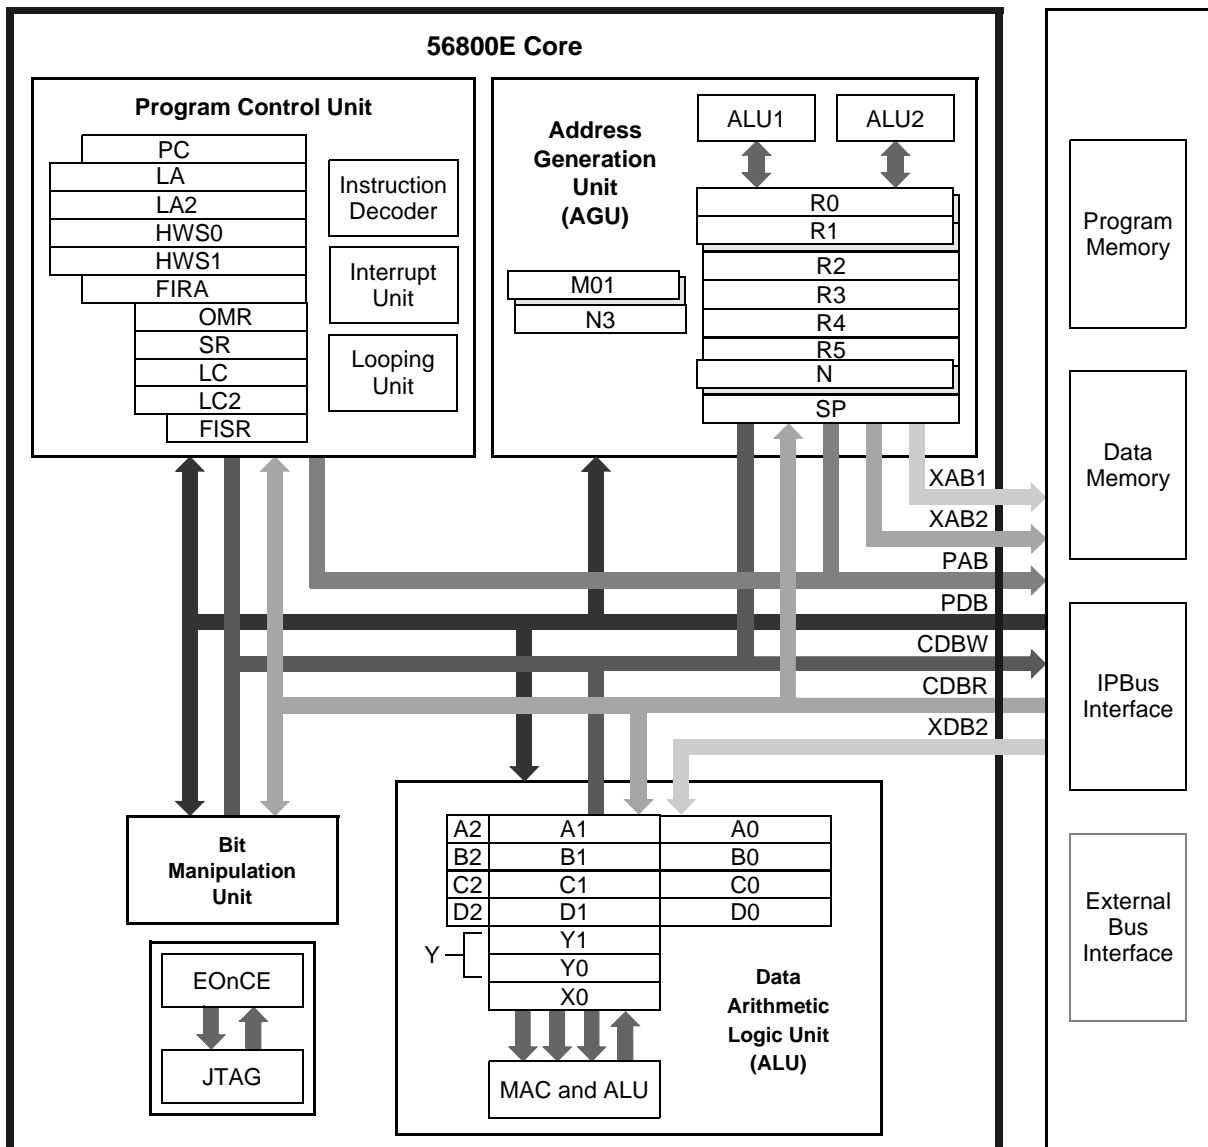 56800E Core
Program Control Unit
PC
LA
LA2
HWS0
HWS1
FIRA
OMR
SR
LC
LC2
FISR
Instruction
Decoder
Interrupt
Unit
Looping
Unit
Address
Generation
Unit
(AGU)
ALU1
ALU2
R0
R1
R2
R3
R4
R5
N
SP
M01
N3
XAB1
XAB2
PAB
PDB
CDBW
CDBR
XDB2
Program
Memory
Data
Memory
IPBus
Interface
External
Bus
Interface
Bit
Manipulation
Unit
EOnCE
JTAG
A2 A1 A0
B2 B1 B0
C2 C1 C0
D2 D1 D0
Y
Y1
Y0
X0
MAC and ALU
Data
Arithmetic
Logic Unit
(ALU)